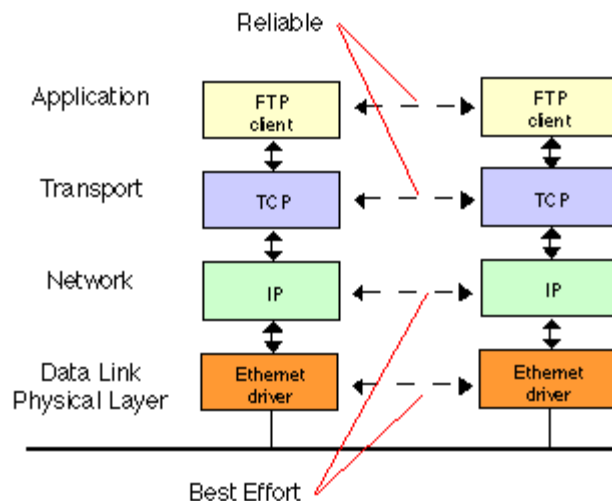 Reliable
Application
FTP
client
FTP
client
Transport
TCP
TCP
Network
IP
IP
Data Link
Physical Layer
Ethernet
driver
Ethernet
driver
Best Effort